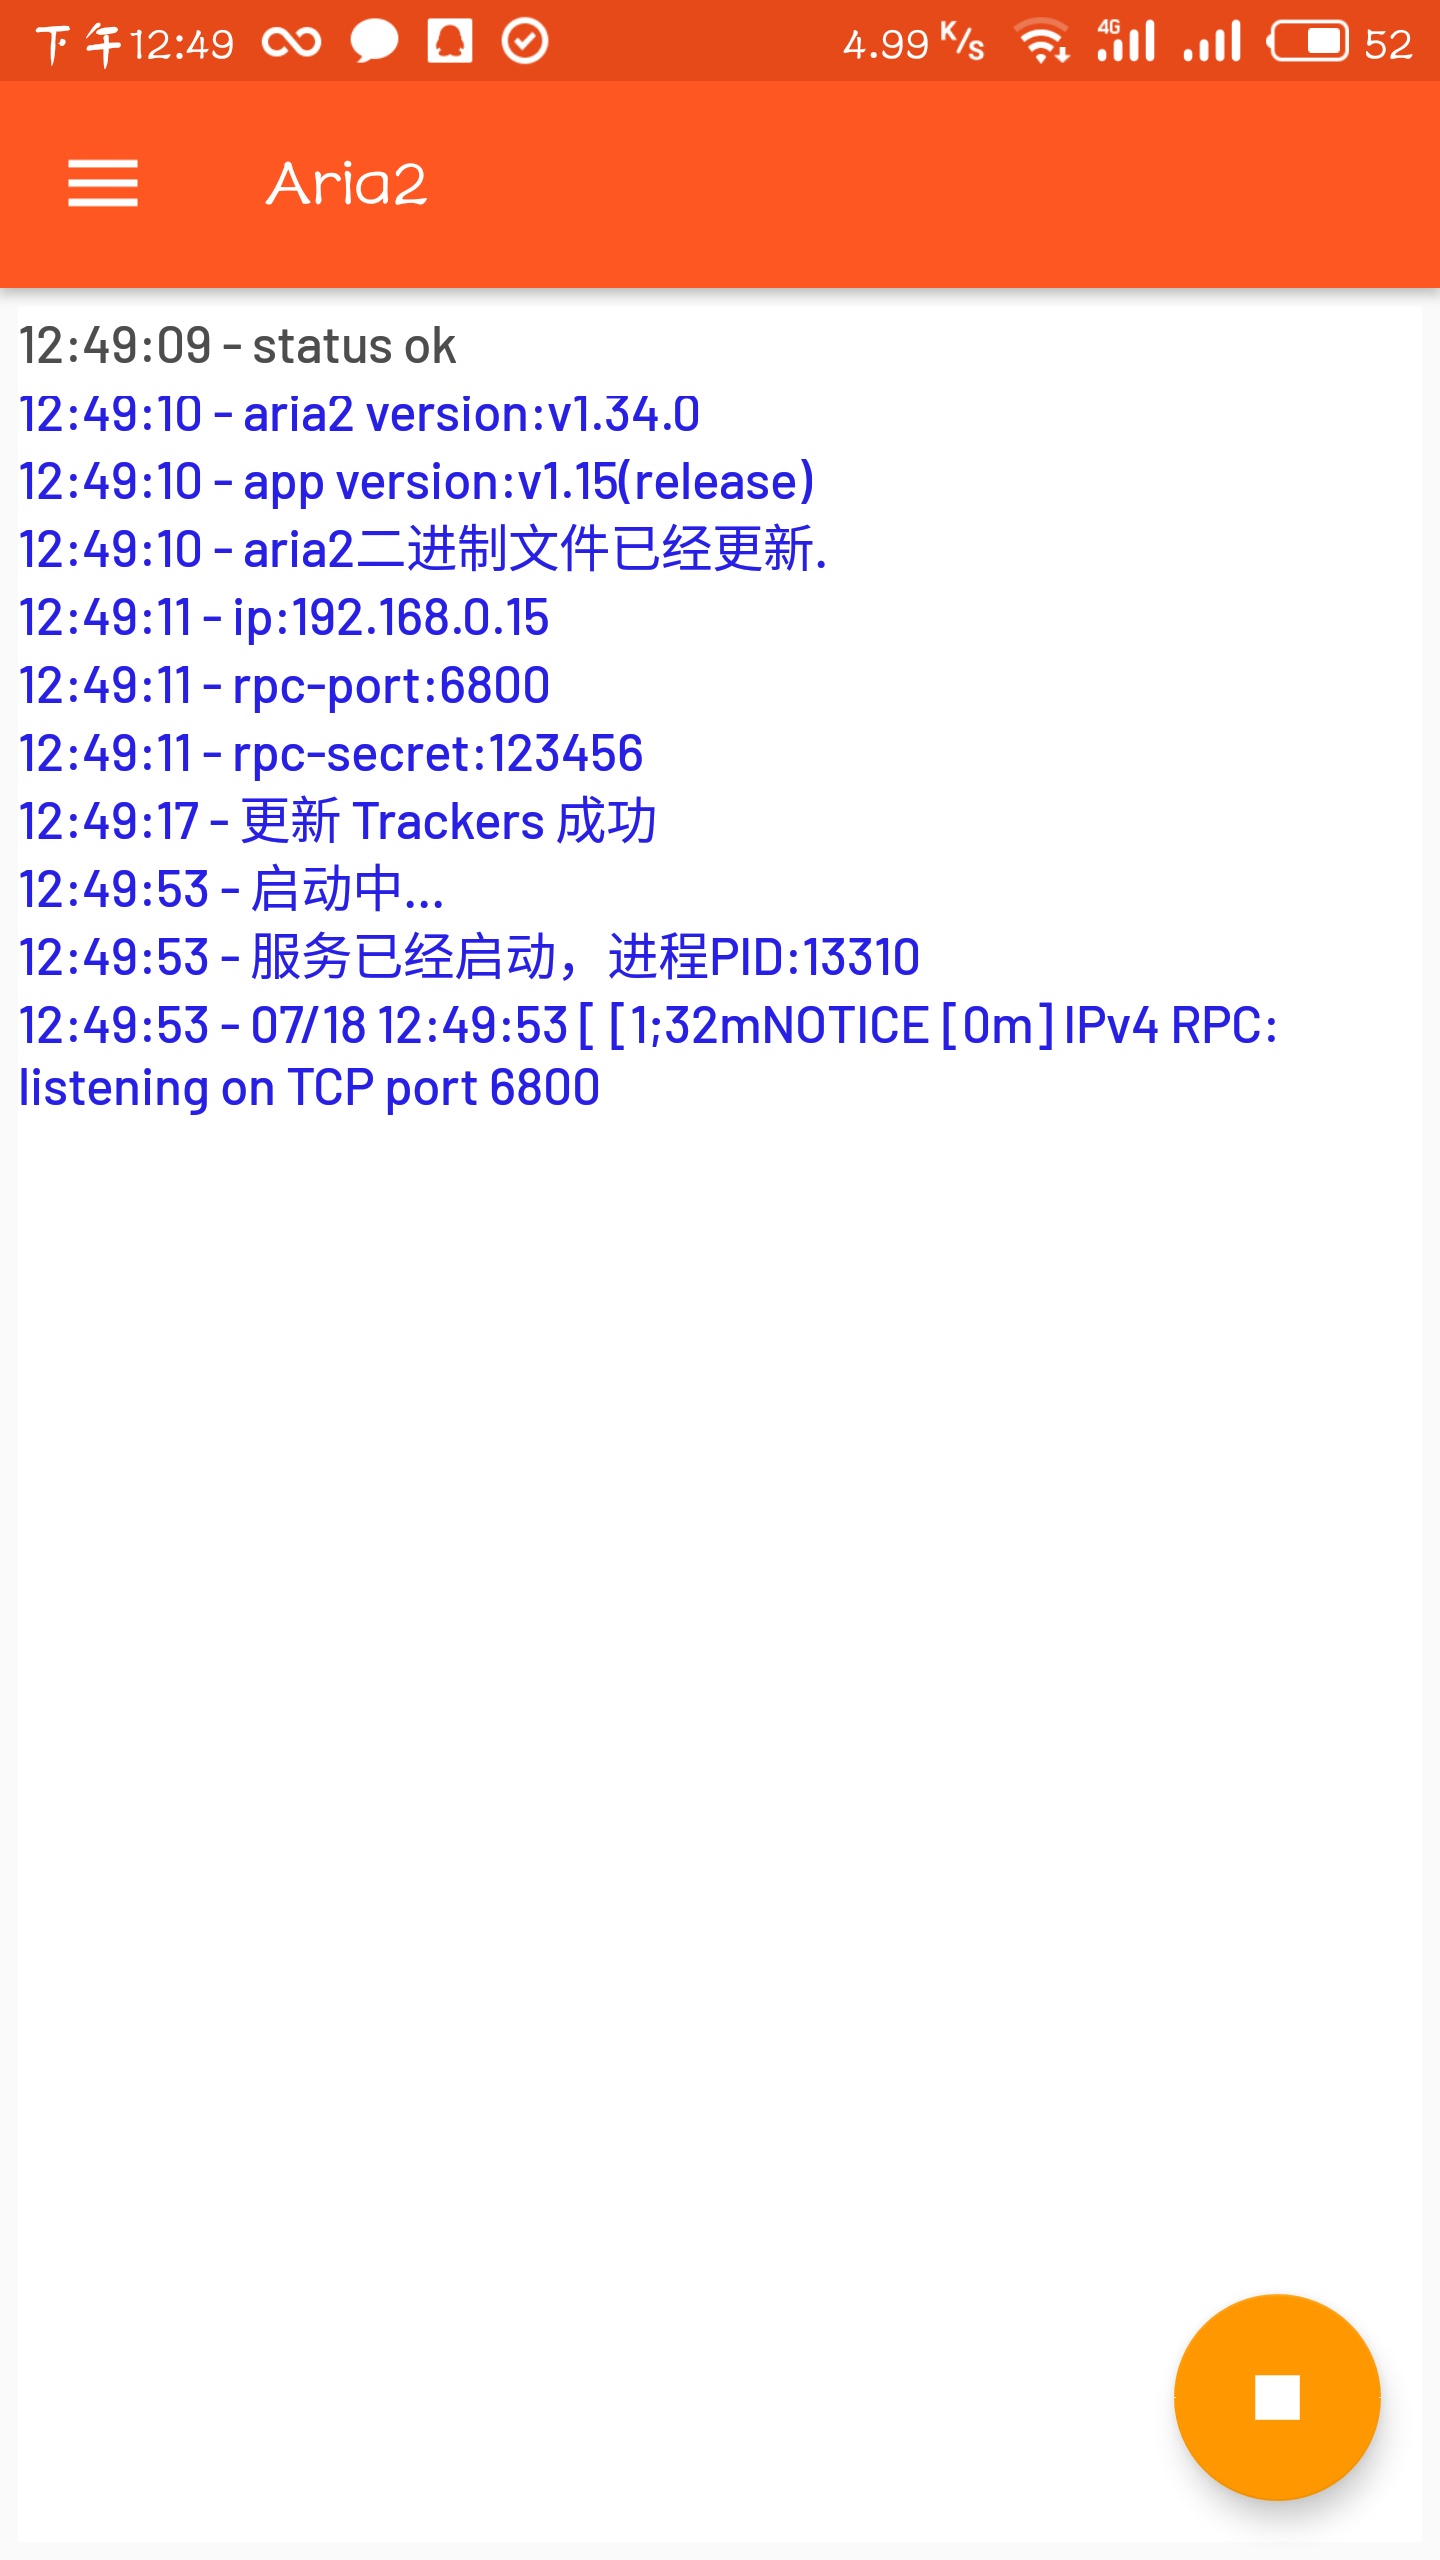 下午12:49 4.99 K/s 4G 52
Aria2
12:49:09 - status ok
12:49:10 - aria2 version:v1.34.0
12:49:10 - app version:v1.15(release)
12:49:10 - aria2二进制文件已经更新.
12:49:11 - ip:192.168.0.15
12:49:11 - rpc-port:6800
12:49:11 - rpc-secret:123456
12:49:17 - 更新 Trackers 成功
12:49:53 - 启动中...
12:49:53 - 服务已经启动，进程PID:13310
12:49:53 - 07/18 12:49:53 [ [1;32mNOTICE [0m] IPv4 RPC:
listening on TCP port 6800